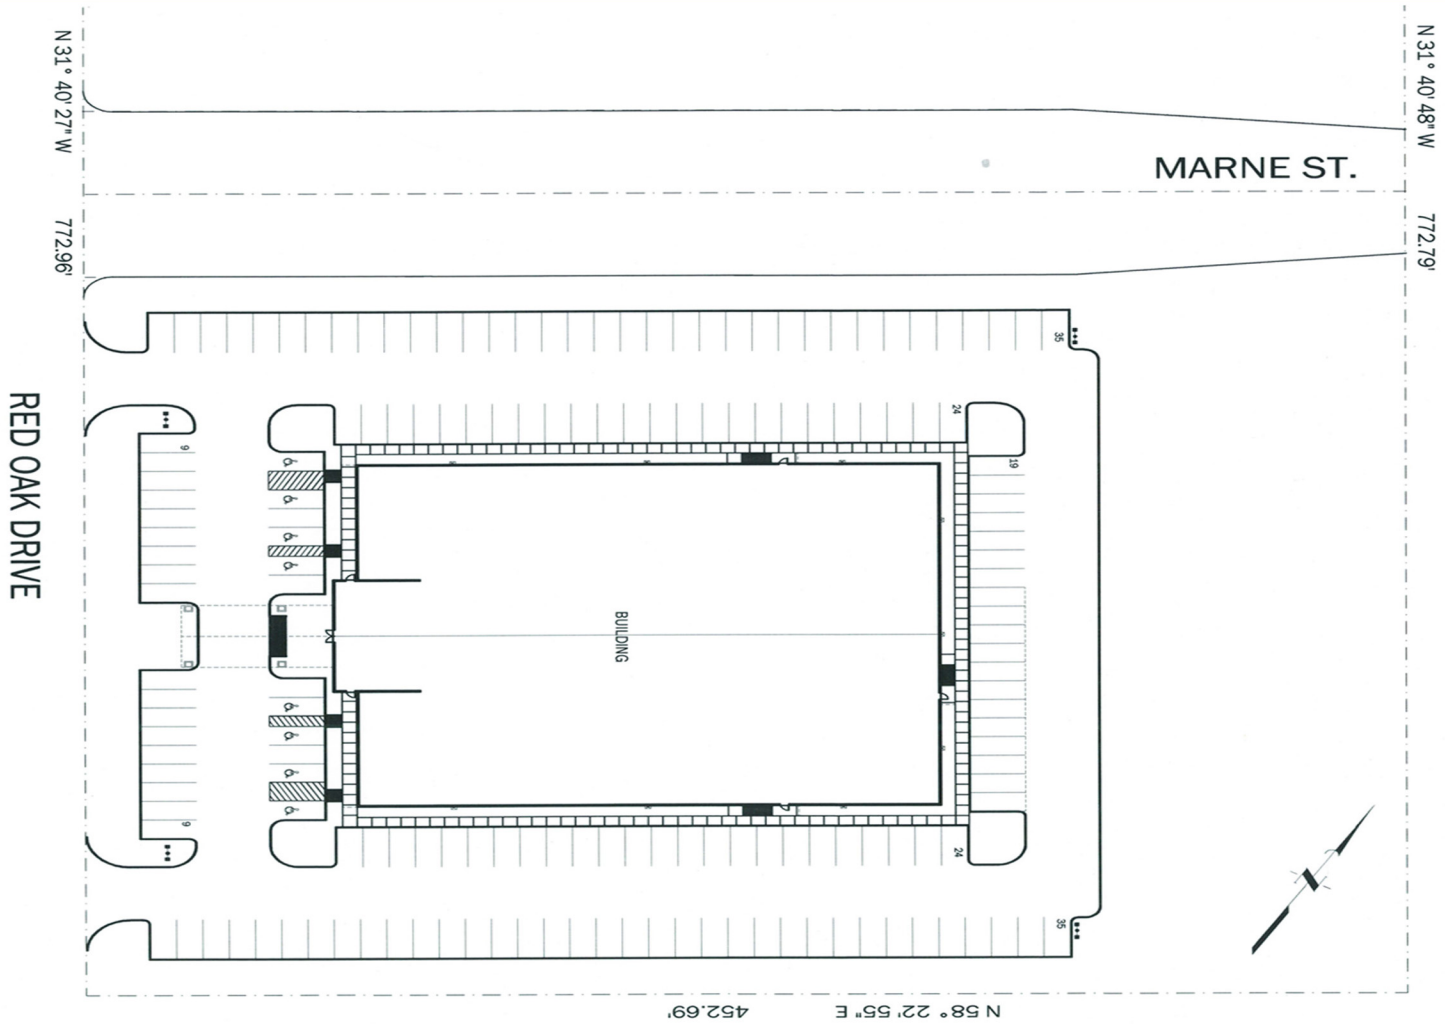 N 31° 40' 27" W
N 31° 40' 48" W
MARNE ST.
772.96'
772.79'
35
24
9
19
RED OAK DRIVE
BUILDING
9
24
35
N
N 58° 22' 55" E
452.69'